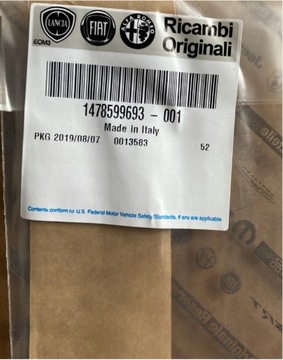 LANCIA FIAT ALFA ROMEO Ricambi
EDM3 Originali
1478599693 - 001
Made in Italy
PKG 2019/08/07 0013583 52
Contents conform to U.S. Federal Motor Vehicle Safety Standards, if any are applicable